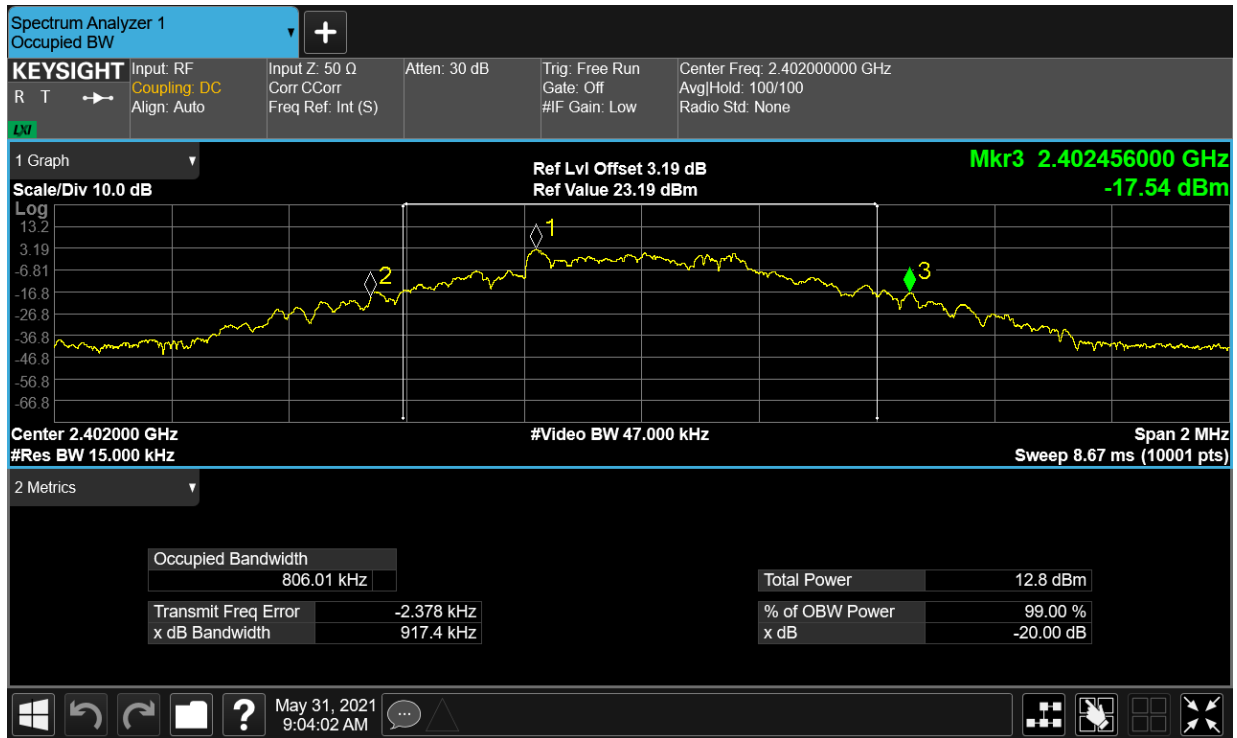 Spectrum Analyzer 1
Occupied BW
▼
+
KEYSIGHT
R T
LXI
Input: RF
Coupling: DC
Align: Auto
Input Z: 50 Ω
Corr CCorr
Freq Ref: Int (S)
Atten: 30 dB
Trig: Free Run
Gate: Off
#IF Gain: Low
Center Freq: 2.402000000 GHz
Avg|Hold: 100/100
Radio Std: None
1 Graph ▼
Scale/Div 10.0 dB
Ref Lvl Offset 3.19 dB
Ref Value 23.19 dBm
Mkr3 2.402456000 GHz
-17.54 dBm
Log
13.2
3.19
-6.81
-16.8
-26.8
-36.8
-46.8
-56.8
-66.8
1
2
3
Center 2.402000 GHz
#Res BW 15.000 kHz
#Video BW 47.000 kHz
Span 2 MHz
Sweep 8.67 ms (10001 pts)
2 Metrics ▼
Occupied Bandwidth
806.01 kHz
Transmit Freq Error -2.378 kHz
x dB Bandwidth 917.4 kHz
Total Power 12.8 dBm
% of OBW Power 99.00 %
x dB -20.00 dB
?
May 31, 2021
9:04:02 AM